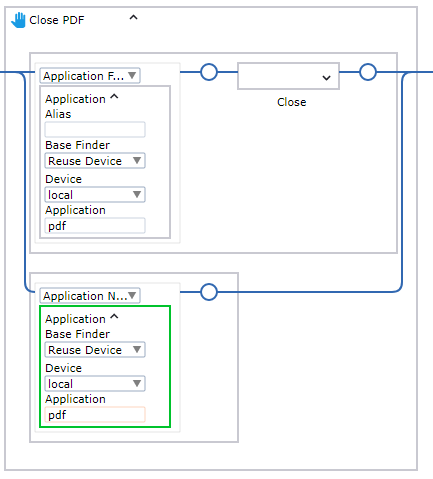 Close PDF
Application F...
Application
Alias
Base Finder
Reuse Device
Device
local
Application
pdf
Close
Application N...
Application
Base Finder
Reuse Device
Device
local
Application
pdf